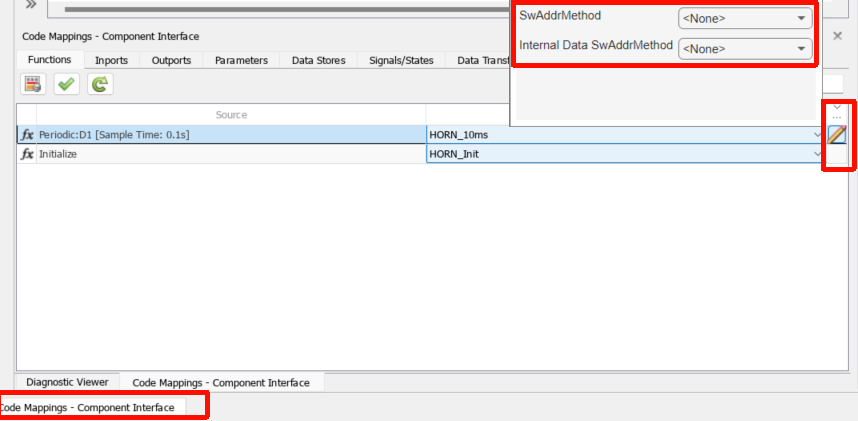 SwAddrMethod
<None>
Internal Data SwAddrMethod
<None>
Code Mappings - Component Interface
Functions Inports Outports Parameters Data Stores Signals/States Data Transf
Source
...
fx Periodic:D1 [Sample Time: 0.1s] HORN_10ms
fx Initialize HORN_Init
Diagnostic Viewer Code Mappings - Component Interface
Code Mappings - Component Interface